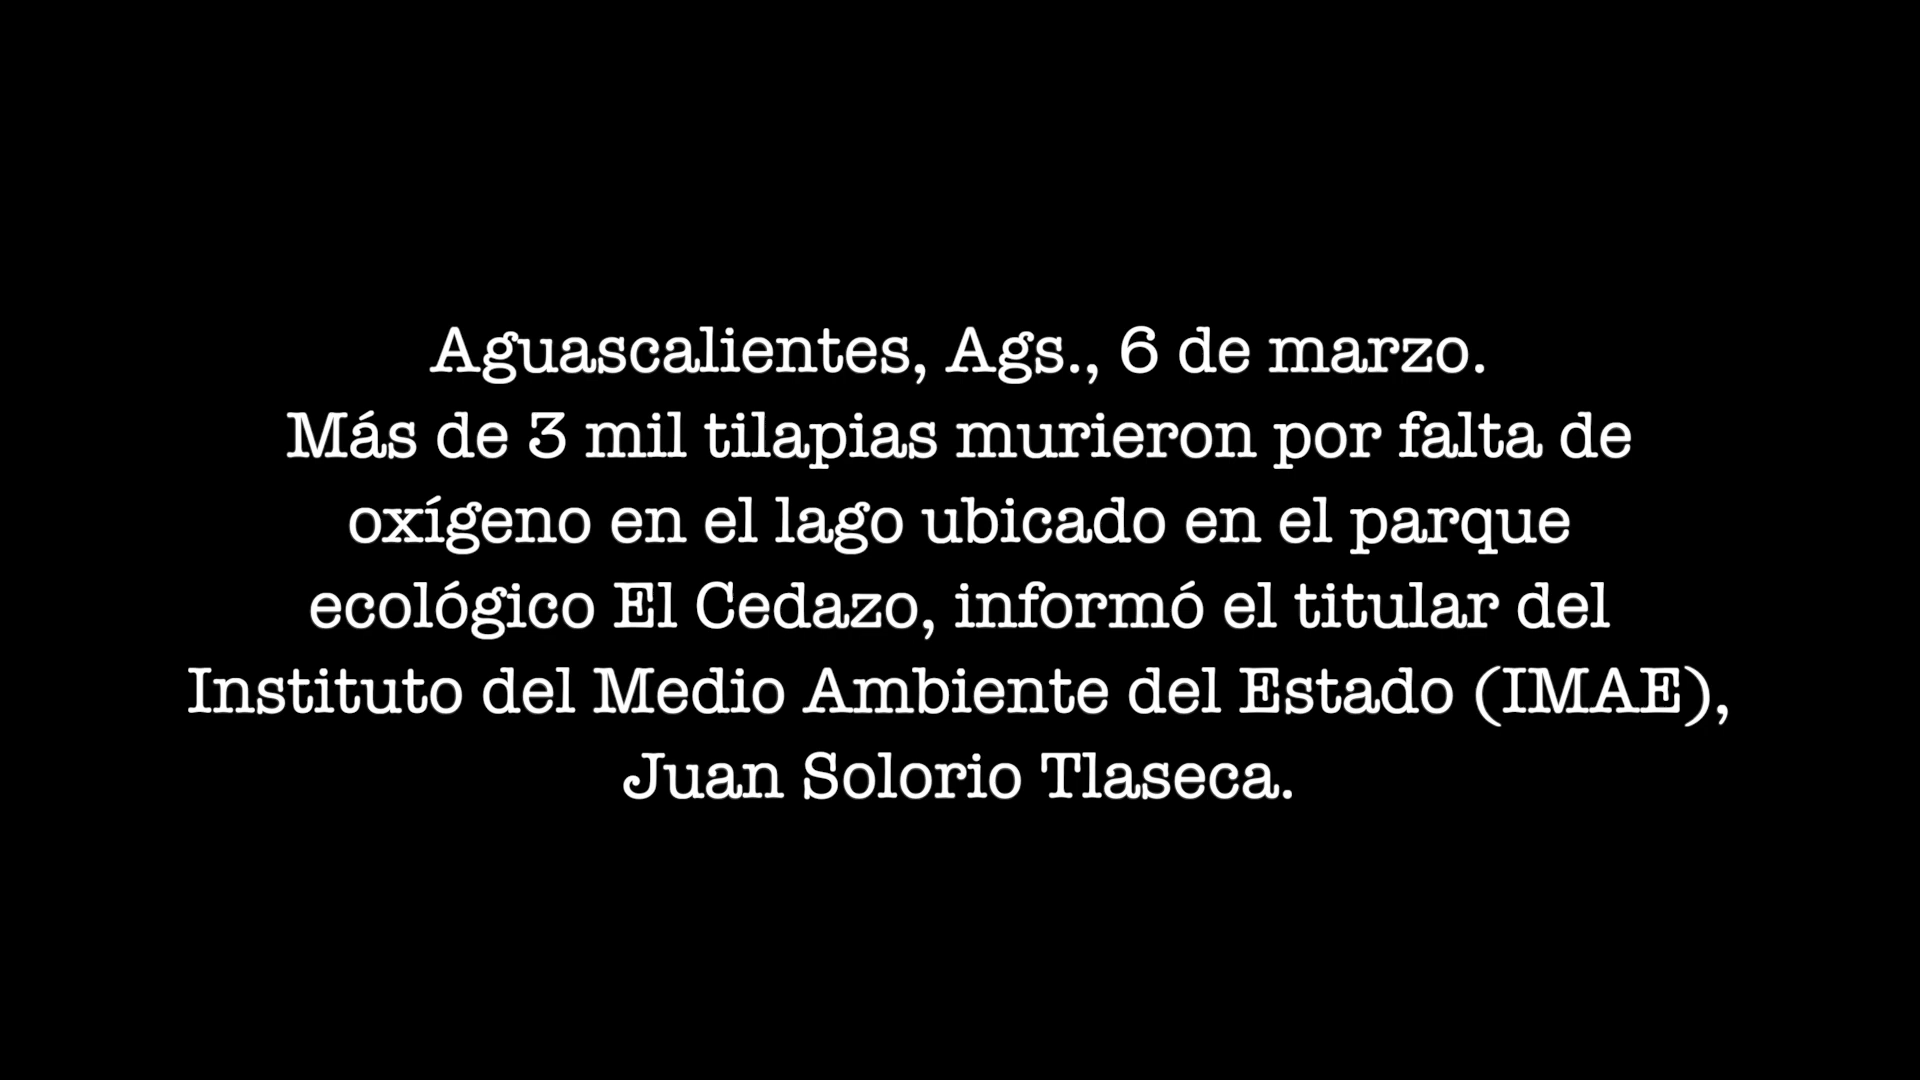 Aguascalientes, Ags., 6 de marzo.
Más de 3 mil tilapias murieron por falta de
oxígeno en el lago ubicado en el parque
ecológico El Cedazo, informó el titular del
Instituto del Medio Ambiente del Estado (IMAE),
Juan Solorio Tlaseca.